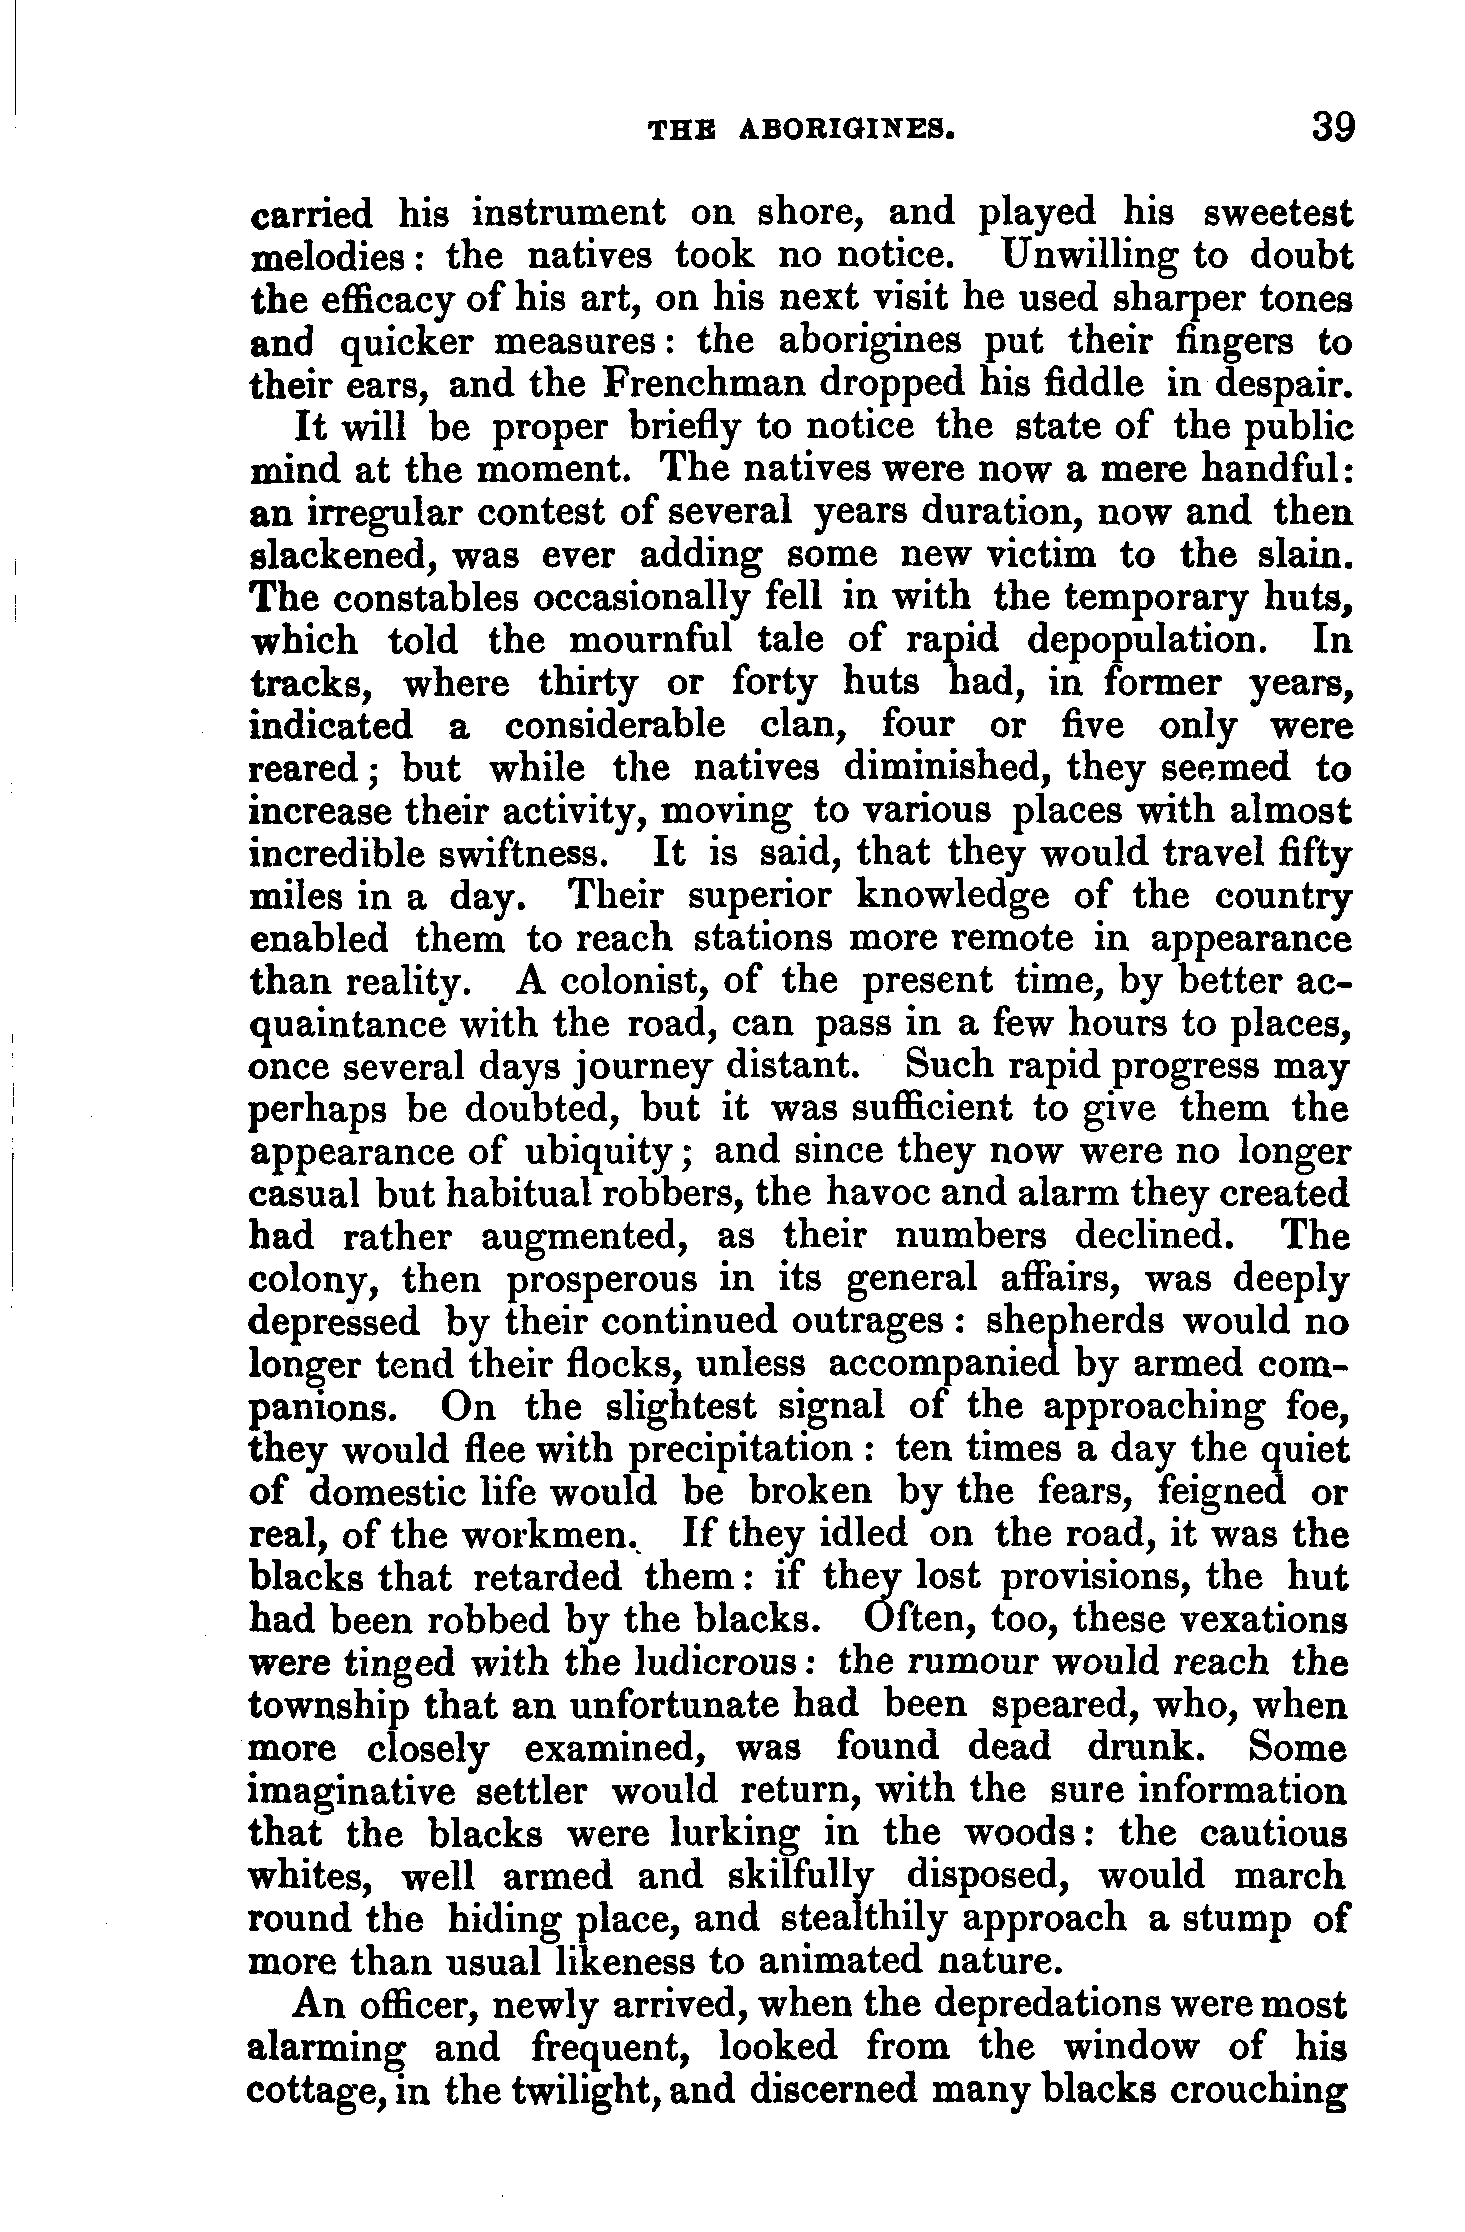 THE ABORIGINES. 39
carried his instrument on shore, and played his sweetest
melodies: the natives took no notice. Unwilling to doubt
the efficacy of his art, on his next visit he used sharper tones
and quicker measures: the aborigines put their fingers to
their ears, and the Frenchman dropped his fiddle in despair.
It will be proper briefly to notice the state of the public
mind at the moment. The natives were now a mere handful:
an irregular contest of several years duration, now and then
slackened, was ever adding some new victim to the slain.
The constables occasionally fell in with the temporary huts,
which told the mournful tale of rapid depopulation. In
tracks, where thirty or forty huts had, in former years,
indicated a considerable clan, four or five only were
reared; but while the natives diminished, they seemed to
increase their activity, moving to various places with almost
incredible swiftness. It is said, that they would travel fifty
miles in a day. Their superior knowledge of the country
enabled them to reach stations more remote in appearance
than reality. A colonist, of the present time, by better ac-
quaintance with the road, can pass in a few hours to places,
once several days journey distant. Such rapid progress may
perhaps be doubted, but it was sufficient to give them the
appearance of ubiquity; and since they now were no longer
casual but habitual robbers, the havoc and alarm they created
had rather augmented, as their numbers declined. The
colony, then prosperous in its general affairs, was deeply
depressed by their continued outrages: shepherds would no
longer tend their flocks, unless accompanied by armed com-
panions. On the slightest signal of the approaching foe,
they would flee with precipitation: ten times a day the quiet
of domestic life would be broken by the fears, feigned or
real, of the workmen. If they idled on the road, it was the
blacks that retarded them: if they lost provisions, the hut
had been robbed by the blacks. Often, too, these vexations
were tinged with the ludicrous: the rumour would reach the
township that an unfortunate had been speared, who, when
more closely examined, was found dead drunk. Some
imaginative settler would return, with the sure information
that the blacks were lurking in the woods: the cautious
whites, well armed and skilfully disposed, would march
round the hiding place, and stealthily approach a stump of
more than usual likeness to animated nature.
An officer, newly arrived, when the depredations were most
alarming and frequent, looked from the window of his
cottage, in the twilight, and discerned many blacks crouching